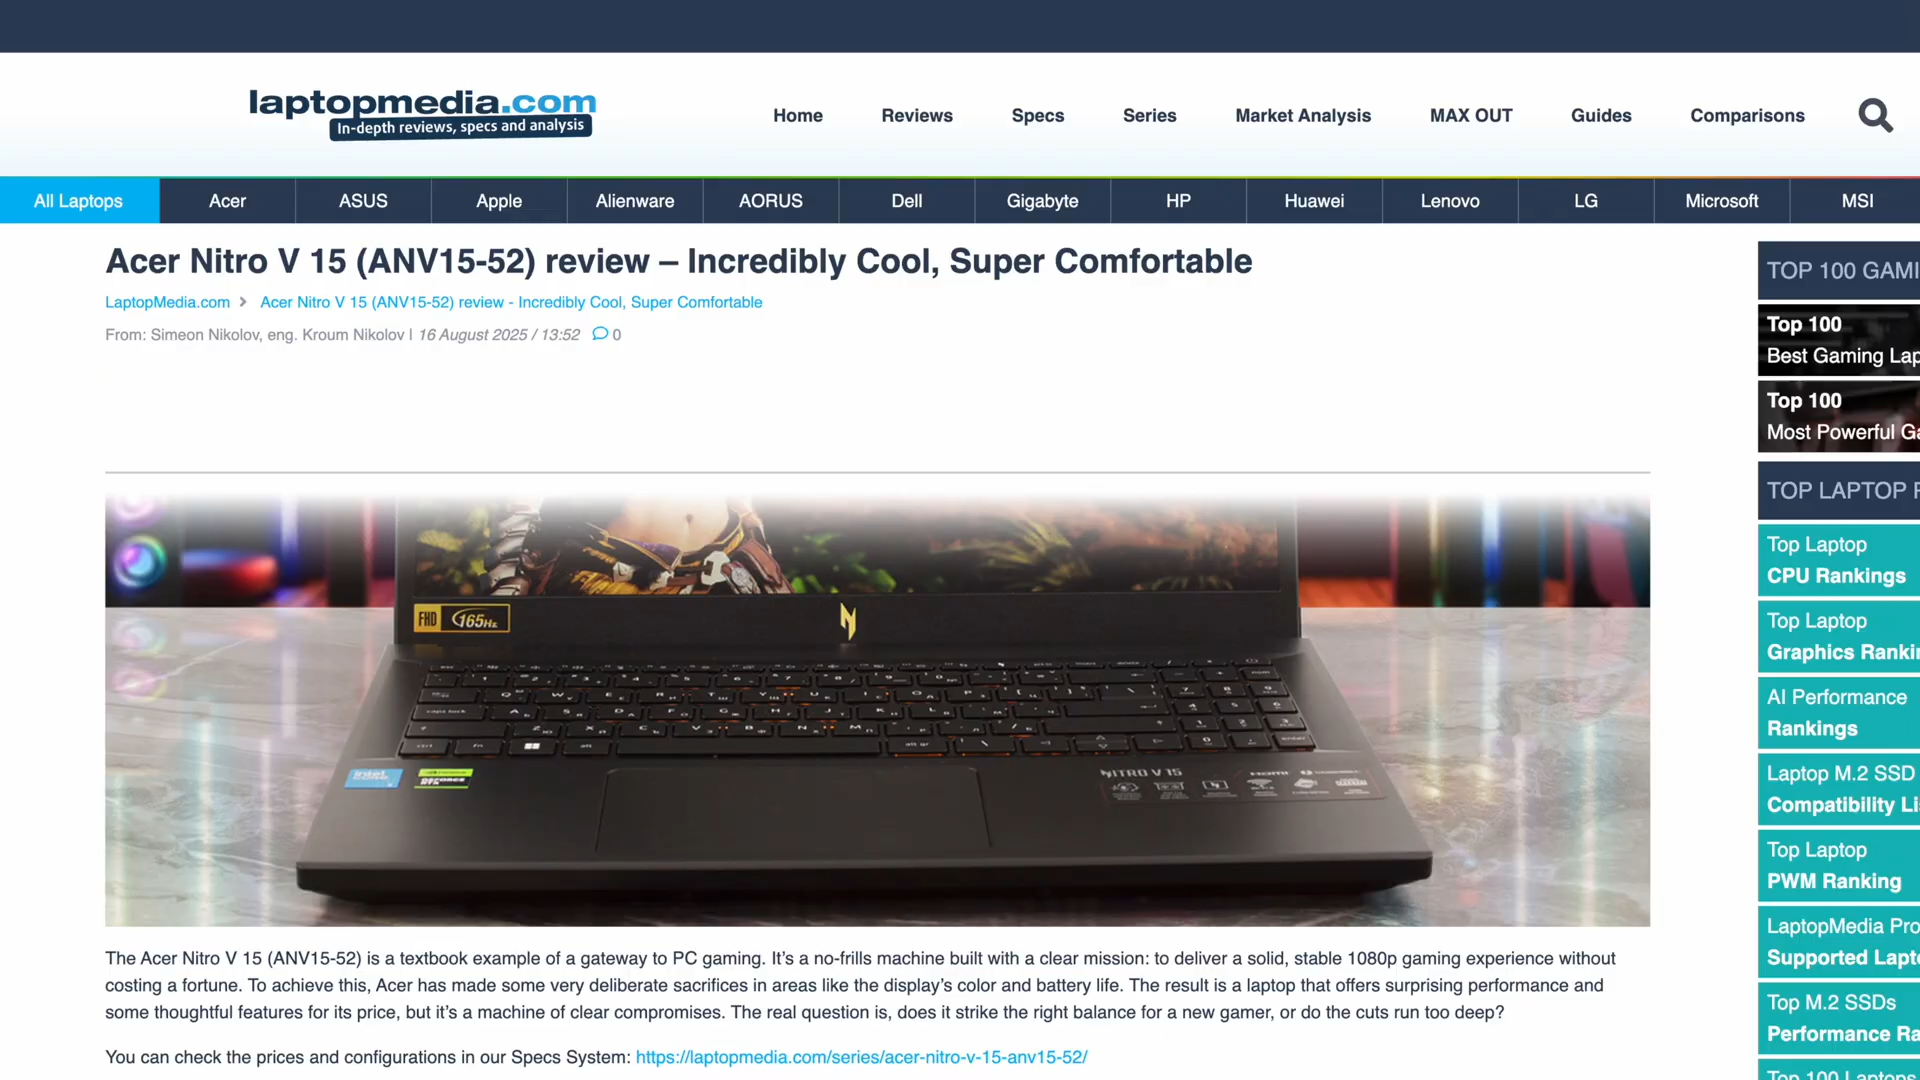 laptopmedia.com
In-depth reviews, specs and analysis
Home Reviews Specs Series Market Analysis MAX OUT Guides Comparisons
All Laptops Acer ASUS Apple Alienware AORUS Dell Gigabyte HP Huawei Lenovo LG Microsoft MSI
Acer Nitro V 15 (ANV15-52) review – Incredibly Cool, Super Comfortable
LaptopMedia.com > Acer Nitro V 15 (ANV15-52) review - Incredibly Cool, Super Comfortable
From: Simeon Nikolov, eng. Kroum Nikolov | 16 August 2025 / 13:52 0
FHD 165Hz
intel
GEFORCE
NITRO V 15
HDMI
The Acer Nitro V 15 (ANV15-52) is a textbook example of a gateway to PC gaming. It’s a no-frills machine built with a clear mission: to deliver a solid, stable 1080p gaming experience without
costing a fortune. To achieve this, Acer has made some very deliberate sacrifices in areas like the display’s color and battery life. The result is a laptop that offers surprising performance and
some thoughtful features for its price, but it’s a machine of clear compromises. The real question is, does it strike the right balance for a new gamer, or do the cuts run too deep?
You can check the prices and configurations in our Specs System: https://laptopmedia.com/series/acer-nitro-v-15-anv15-52/
TOP 100 GAMI
Top 100
Best Gaming Lap
Top 100
Most Powerful Ga
TOP LAPTOP
Top Laptop
CPU Rankings
Top Laptop
Graphics Rankin
AI Performance
Rankings
Laptop M.2 SSD
Compatibility Li
Top Laptop
PWM Ranking
LaptopMedia Pro
Supported Lapt
Top M.2 SSDs
Performance Ra
Top 100 Laptops